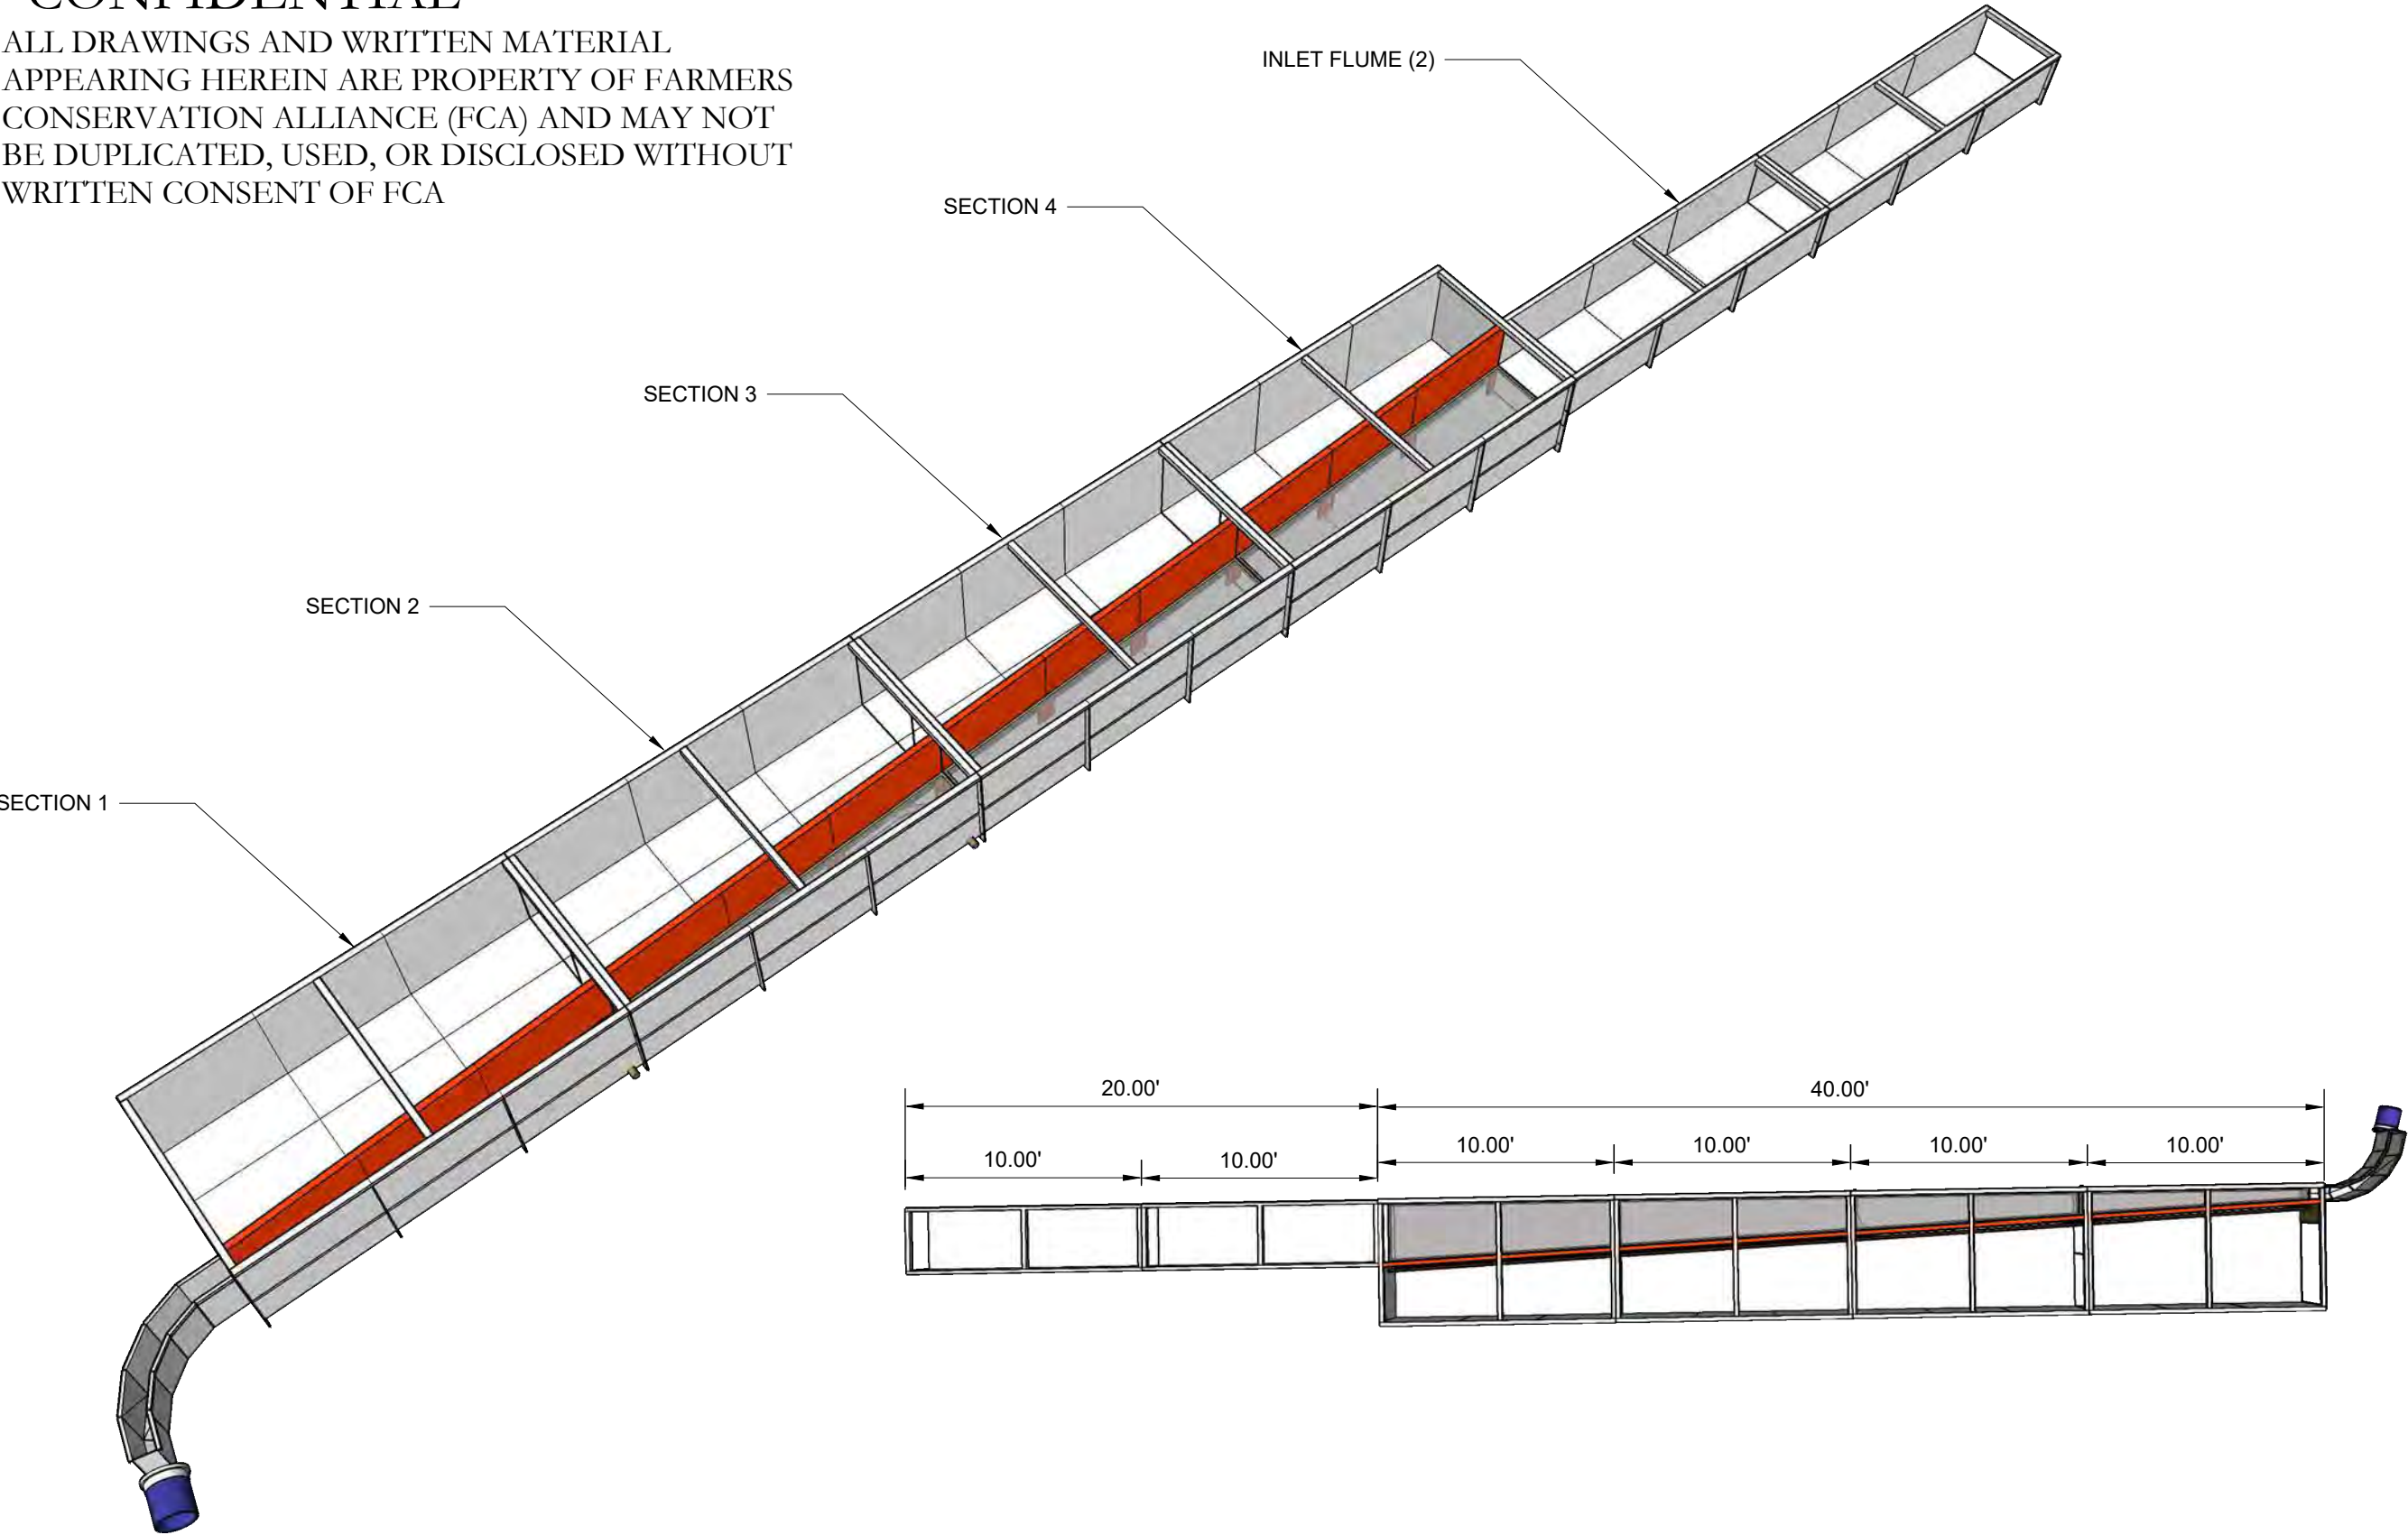 CONFIDENTIAL
ALL DRAWINGS AND WRITTEN MATERIAL
APPEARING HEREIN ARE PROPERTY OF FARMERS
CONSERVATION ALLIANCE (FCA) AND MAY NOT
BE DUPLICATED, USED, OR DISCLOSED WITHOUT
WRITTEN CONSENT OF FCA
INLET FLUME (2)
SECTION 4
SECTION 3
SECTION 2
SECTION 1
20.00'
40.00'
10.00'
10.00'
10.00'
10.00'
10.00'
10.00'